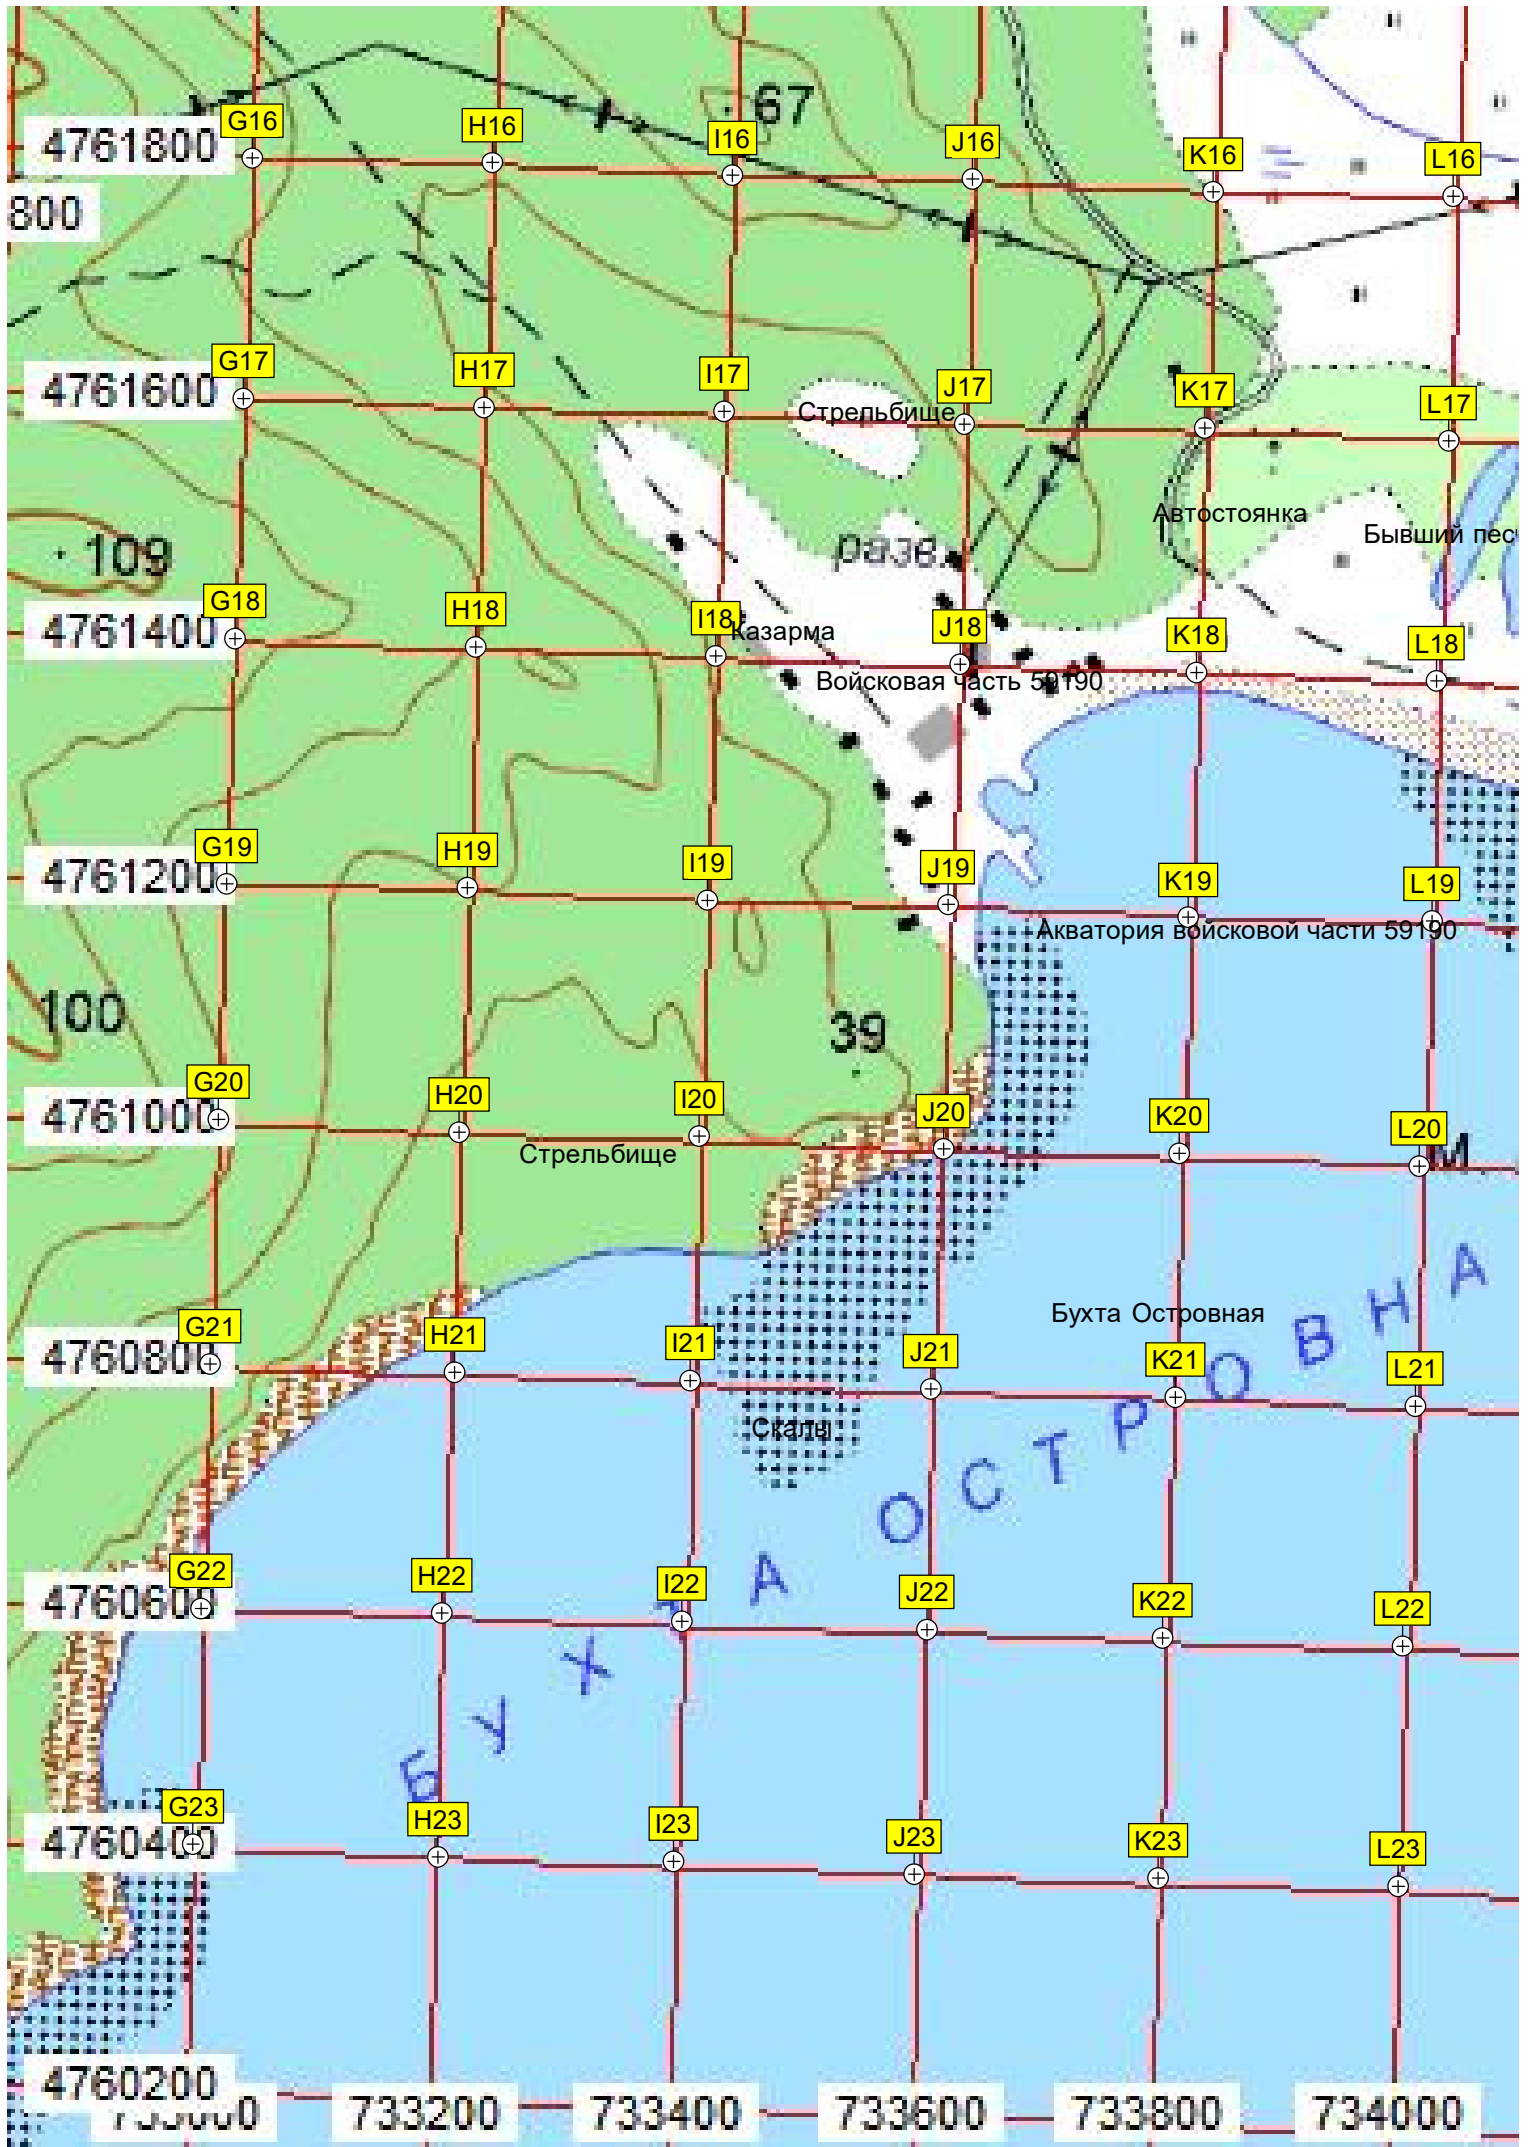 67
G16 H16 I16 J16 K16 L16
4761800
800
G17 H17 I17 J17 K17 L17
4761600
Стрельбище
Автостоянка
Бывший пес
109
разв.
G18 H18 I18 J18 K18 L18
4761400
Казарма
Войсковая часть 59190
G19 H19 I19 J19 K19 L19
4761200
Акватория войсковой части 59190
100
39
G20 H20 I20 J20 K20 L20
4761000
Стрельбище
М
Бухта Островная
G21 H21 I21 J21 K21 L21
4760800
Скалы
БУХТА ОСТРОВНА
G22 H22 I22 J22 K22 L22
4760600
G23 H23 I23 J23 K23 L23
4760400
4760200
733000 733200 733400 733600 733800 734000